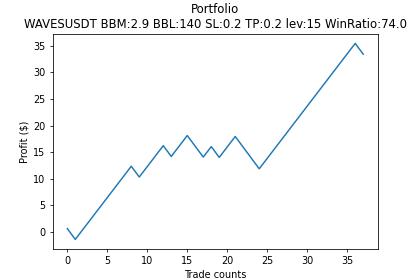 Portfolio
WAVESUSDT BBM:2.9 BBL:140 SL:0.2 TP:0.2 lev:15 WinRatio:74.0
35
30
25
20
15
10
5
0
Profit ($)
0 5 10 15 20 25 30 35
Trade counts